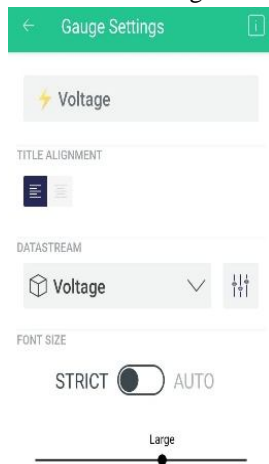 Gauge Settings
⚡ Voltage
TITLE ALIGNMENT
DATASTREAM
Voltage
FONT SIZE
STRICT AUTO
Large